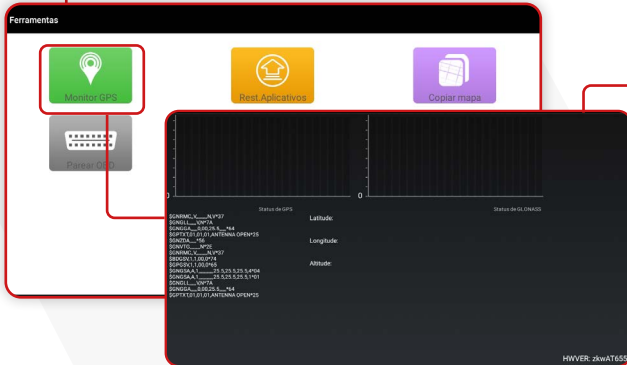 Ferramentas
Monitor GPS
Rest.Aplicativos
Copiar mapa
Parear OBD
0
0
Status de GPS
Status de GLONASS
$GNRMC,V,,,,,,,,,,N,V*37
$GNGLL,,,,,,V,N*7A
$GNGGA,,,,,,0,00,25.5,,,,,,*64
$GPTXT,01,01,01,ANTENNA OPEN*25
$GNZDA,,,,,,*56
$GNVTG,,,,,,,,,N*2E
$GNRMC,V,,,,,,,,,,N,V*37
$BDGSV,1,1,00,0*74
$GPGSV,1,1,00,0*65
$GNGSA,A,1,,,,,,,,,,,,,25.5,25.5,25.5,4*04
$GNGSA,A,1,,,,,,,,,,,,,25.5,25.5,25.5,1*01
$GNGLL,,,,,,V,N*7A
$GNGGA,,,,,,0,00,25.5,,,,,,*64
$GPTXT,01,01,01,ANTENNA OPEN*25
Latitude:
Longitude:
Altitude:
HWVER: zkwAT655